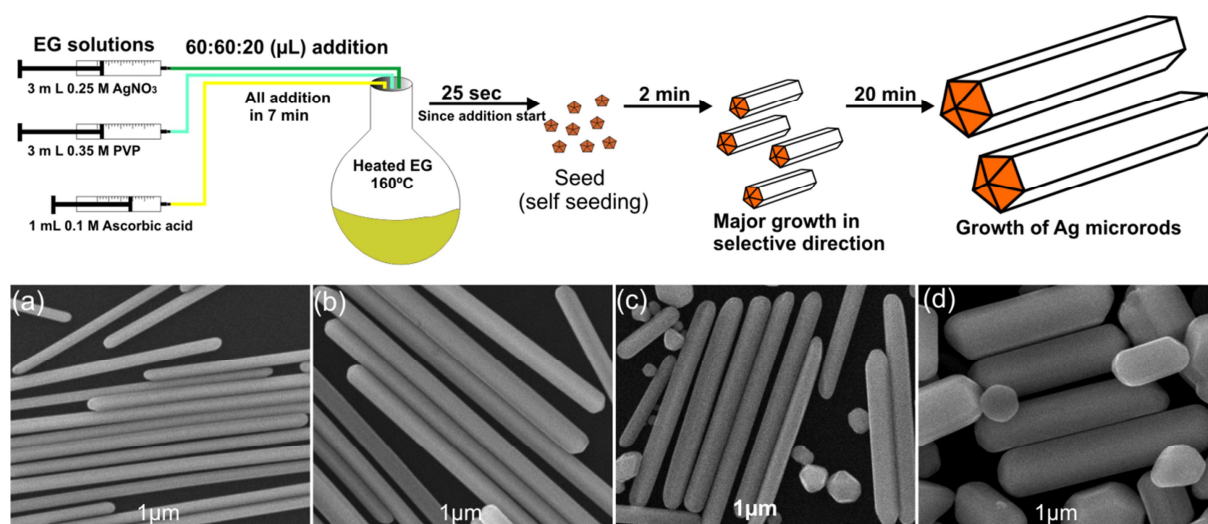 EG solutions
60:60:20 (µL) addition
3 m L 0.25 M AgNO₃
All addition
in 7 min
3 mL 0.35 M PVP
1 mL 0.1 M Ascorbic acid
Heated EG
160ºC
25 sec
Since addition start
Seed
(self seeding)
2 min
Major growth in
selective direction
20 min
Growth of Ag microrods
(a)
(b)
(c)
(d)
1µm
1µm
1µm
1µm